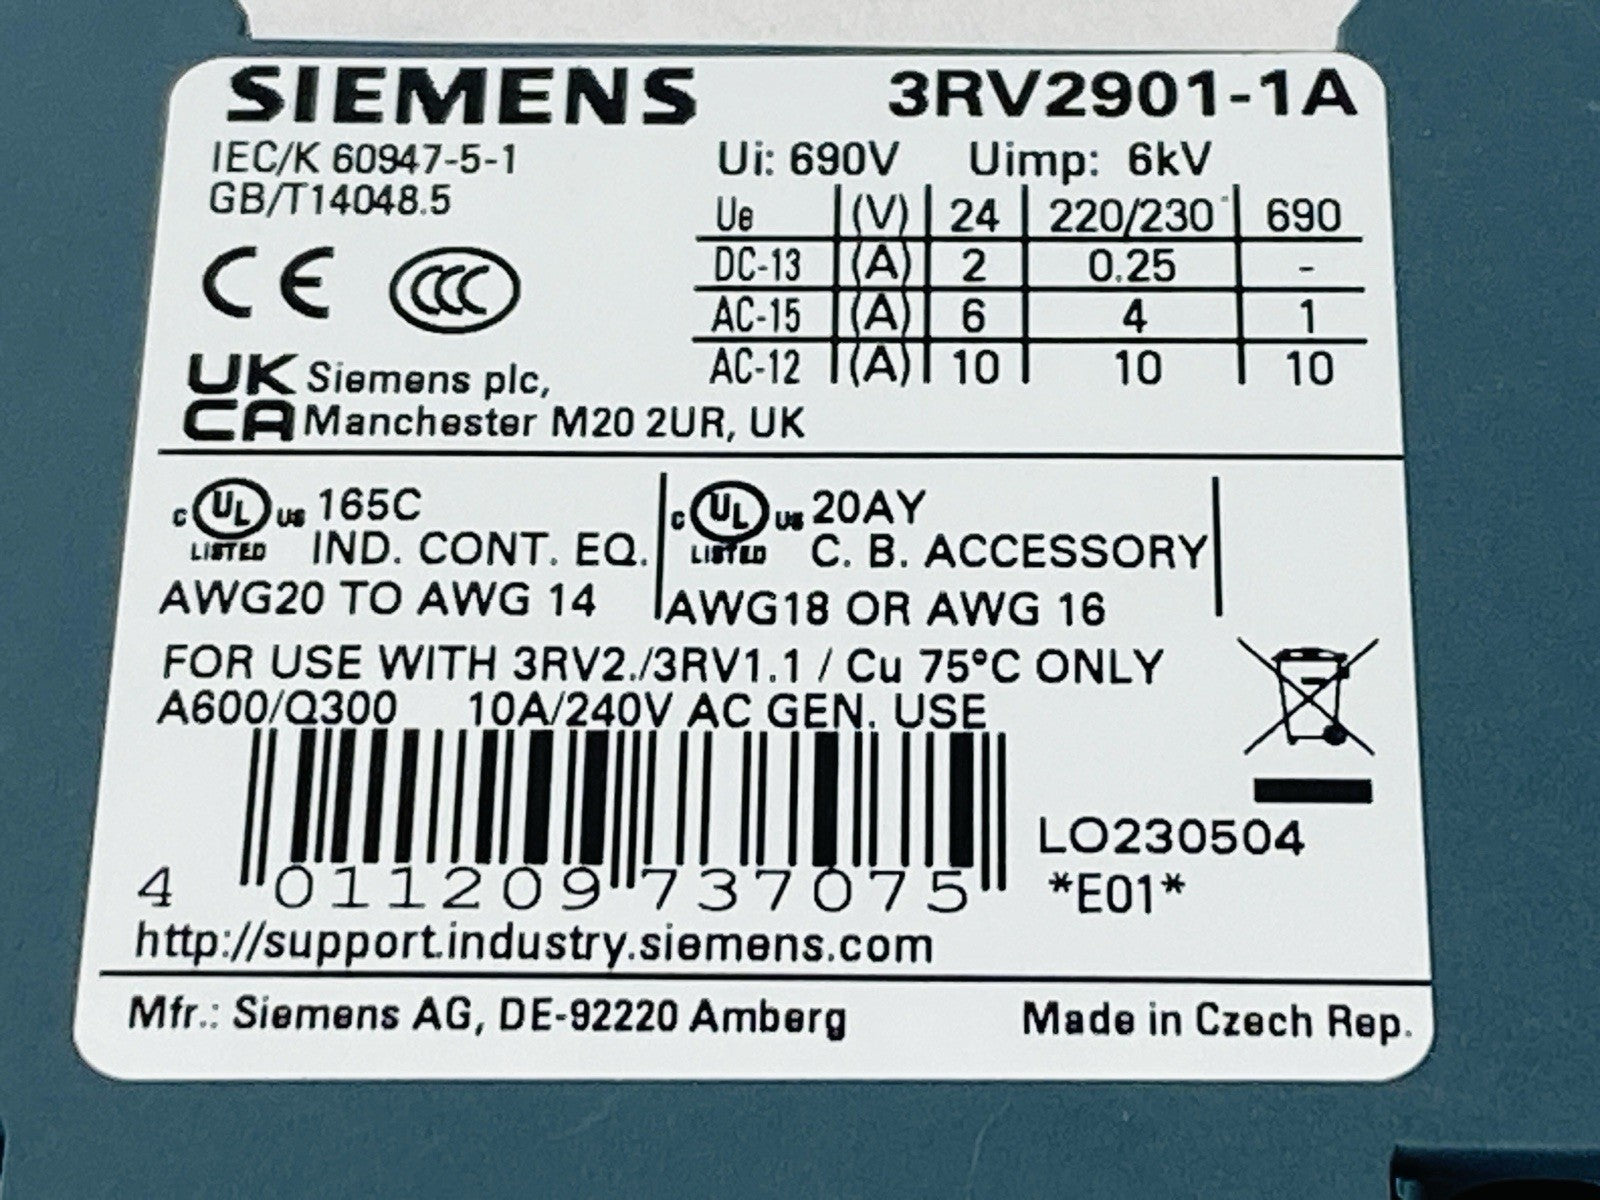 SIEMENS 3RV2901-1A
IEC/K 60947-5-1 Ui: 690V Uimp: 6kV
GB/T14048.5
Ue (V) 24 220/230 690
DC-13 (A) 2 0.25 -
AC-15 (A) 6 4 1
AC-12 (A) 10 10 10
CE CCC
UK CA
Siemens plc,
Manchester M20 2UR, UK
C UL US LISTED 165C
IND. CONT. EQ.
AWG20 TO AWG 14
C UL US LISTED 20AY
C. B. ACCESSORY
AWG18 OR AWG 16
FOR USE WITH 3RV2./3RV1.1 / Cu 75°C ONLY
A600/Q300 10A/240V AC GEN. USE
LO230504
*E01*
4 011209 737075
http://support.industry.siemens.com
Mfr.: Siemens AG, DE-92220 Amberg Made in Czech Rep.